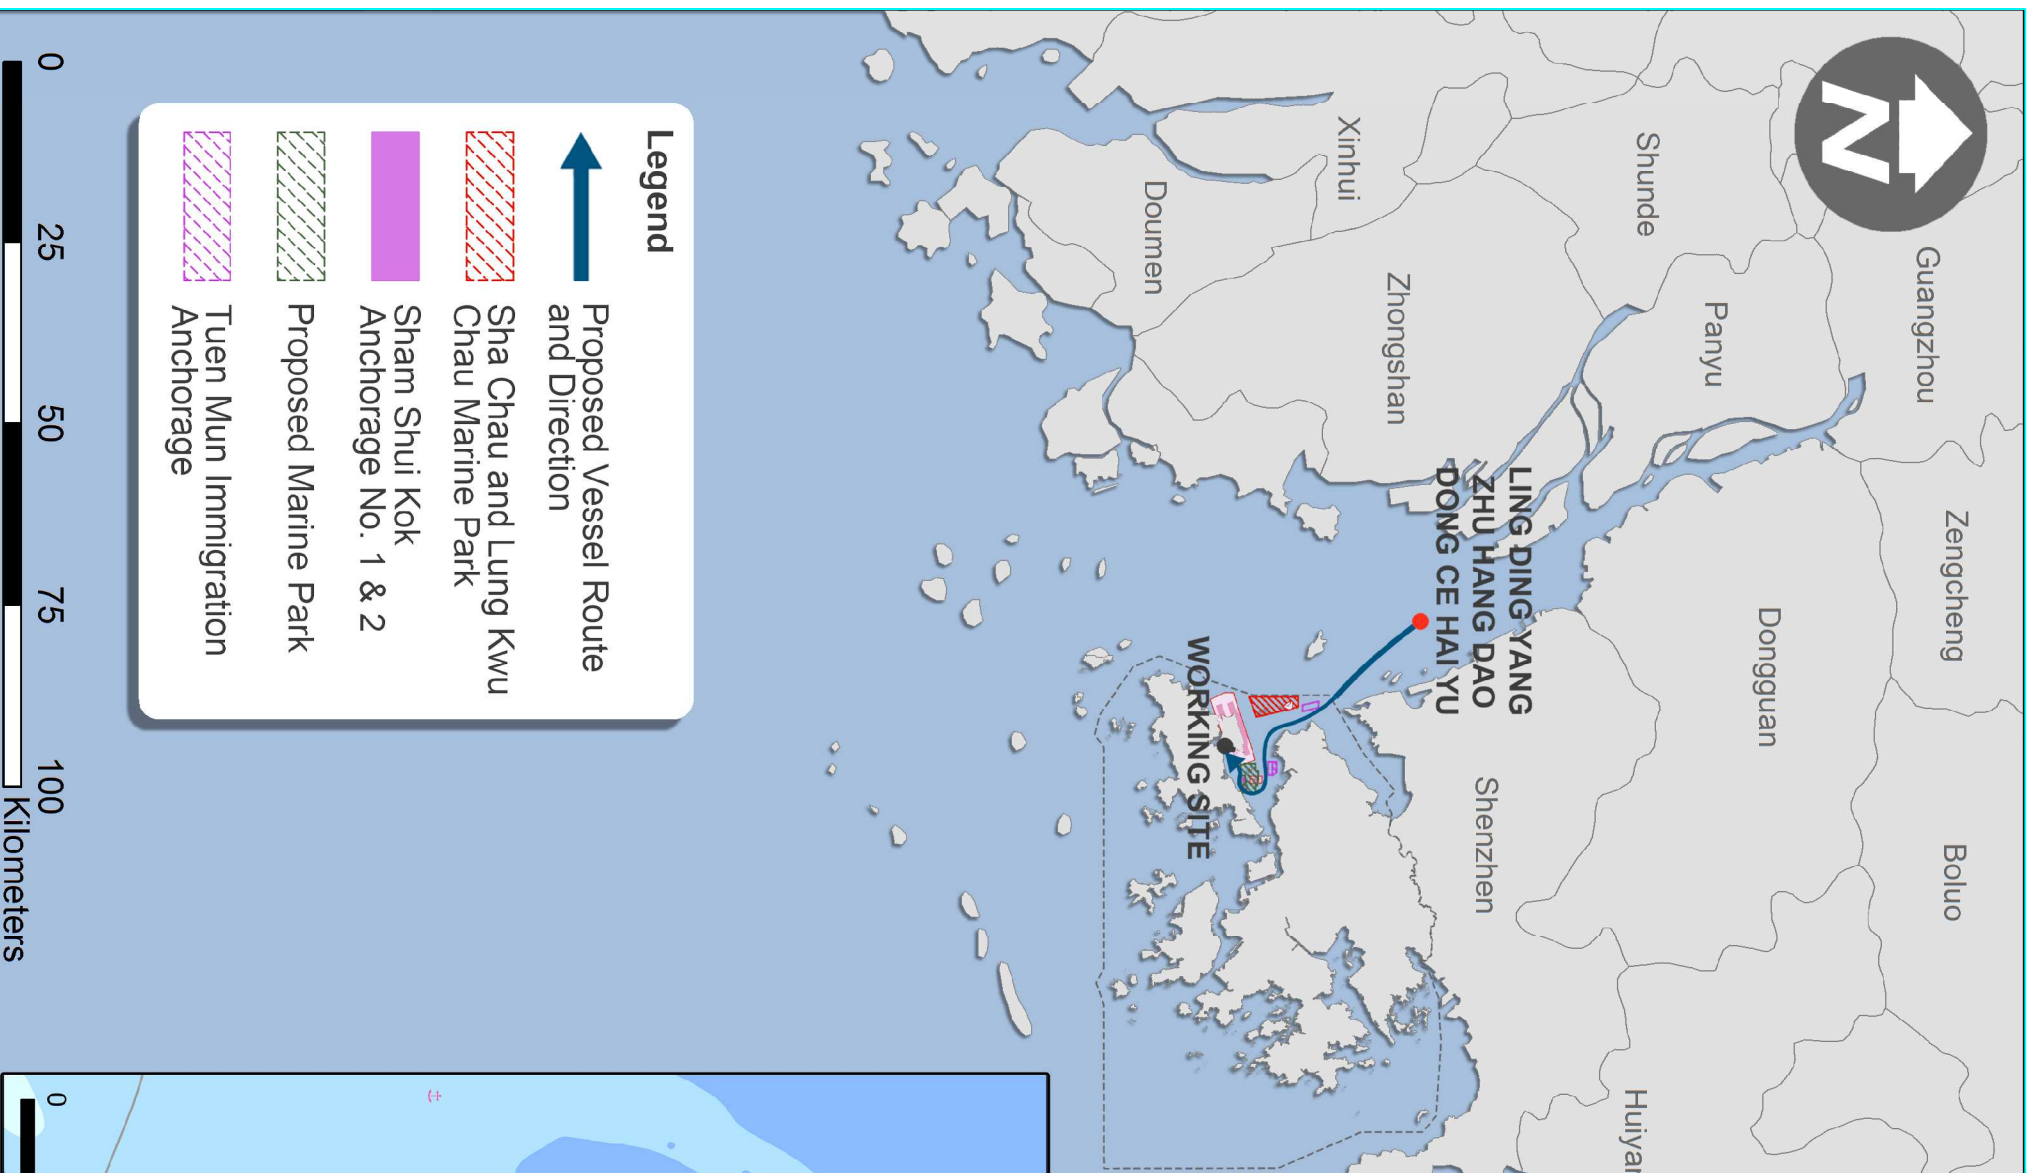 N
Guangzhou
Zengcheng
Boluo
Shunde
Panyu
Dongguan
Huiya
Xinhui
Zhongshan
Shenzhen
Doumen
LING DING YANG
ZHU HANG DAO
DONG CE HAI YU
WORKING SITE
Legend
Proposed Vessel Route
and Direction
Sha Chau and Lung Kwu
Chau Marine Park
Sham Shui Kok
Anchorage No. 1 & 2
Proposed Marine Park
Tuen Mun Immigration
Anchorage
0 25 50 75 100
Kilometers
0